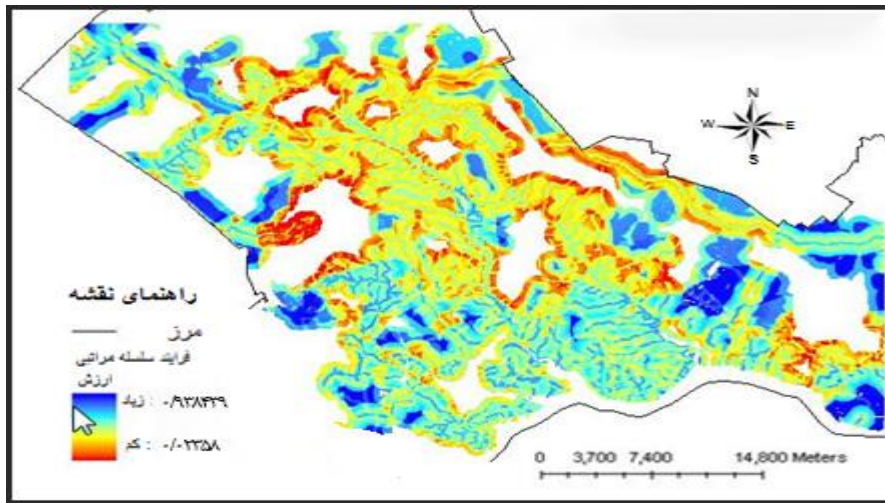 N
W E
S
راهنمای نقشه
مرز
فرایند سلسله مراتبی
ارزش
زیاد : ۰/۹۳۸۴۳۹
کم : ۰/۰۲۳۵۸
0 3,700 7,400 14,800 Meters